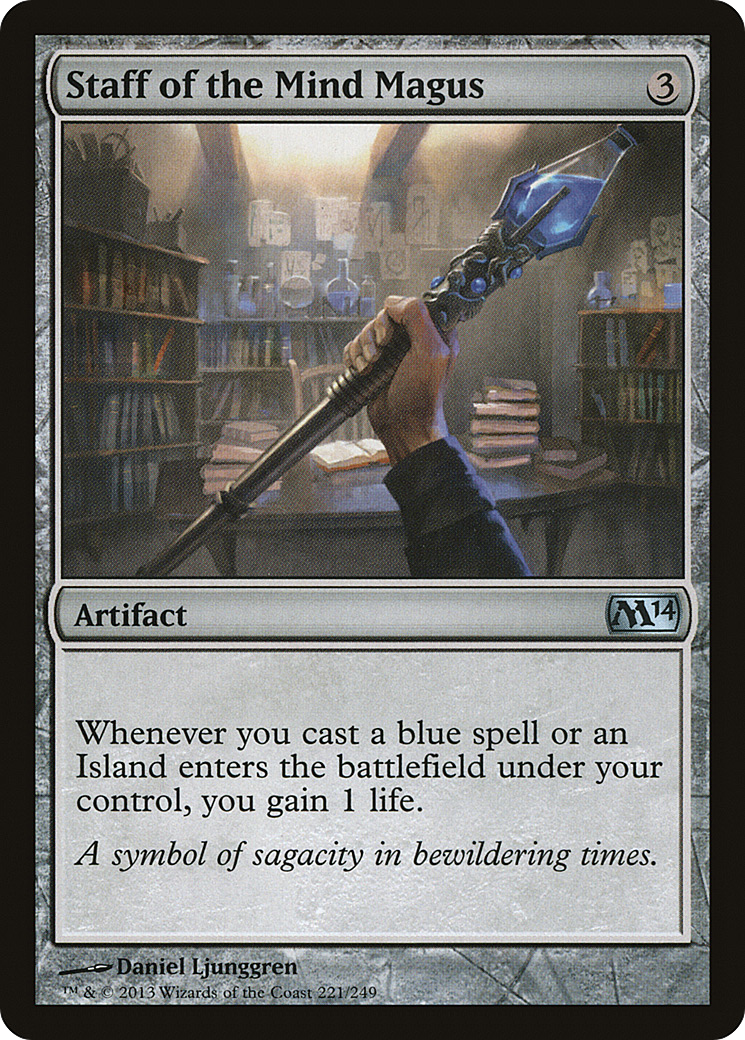 Staff of the Mind Magus 3
Artifact M14
Whenever you cast a blue spell or an
Island enters the battlefield under your
control, you gain 1 life.
A symbol of sagacity in bewildering times.
Daniel Ljunggren
™ & © 2013 Wizards of the Coast 221/249